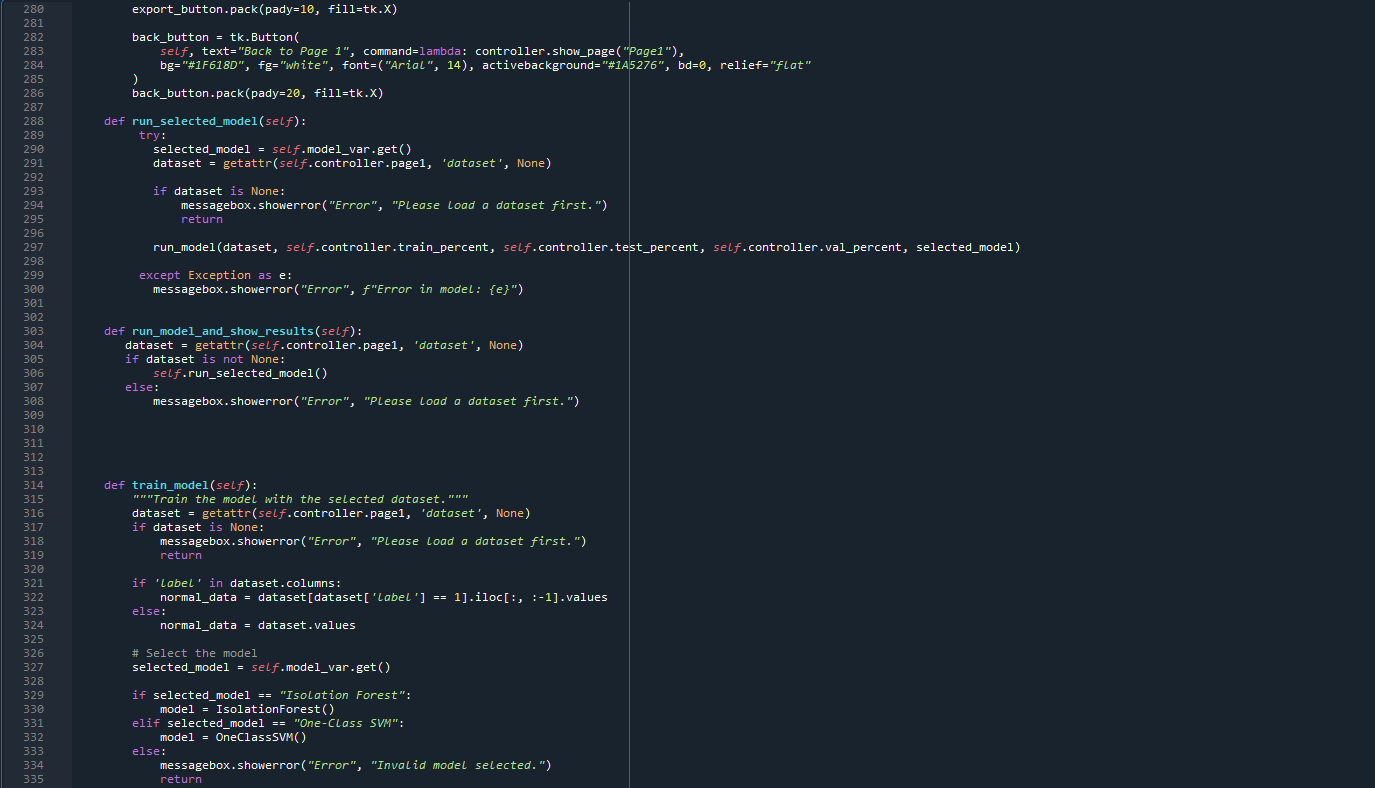 280 export_button.pack(pady=10, fill=tk.X)
281
282 back_button = tk.Button(
283 self, text="Back to Page 1", command=lambda: controller.show_page("Page1"),
284 bg="#1F618D", fg="white", font=("Arial", 14), activebackground="#1A5276", bd=0, relief="flat"
285 )
286 back_button.pack(pady=20, fill=tk.X)
287
288 def run_selected_model(self):
289 try:
290 selected_model = self.model_var.get()
291 dataset = getattr(self.controller.page1, 'dataset', None)
292
293 if dataset is None:
294 messagebox.showerror("Error", "Please load a dataset first.")
295 return
296
297 run_model(dataset, self.controller.train_percent, self.controller.test_percent, self.controller.val_percent, selected_model)
298
299 except Exception as e:
300 messagebox.showerror("Error", f"Error in model: {e}")
301
302
303 def run_model_and_show_results(self):
304 dataset = getattr(self.controller.page1, 'dataset', None)
305 if dataset is not None:
306 self.run_selected_model()
307 else:
308 messagebox.showerror("Error", "Please load a dataset first.")
309
310
311
312
313
314 def train_model(self):
315 """Train the model with the selected dataset."""
316 dataset = getattr(self.controller.page1, 'dataset', None)
317 if dataset is None:
318 messagebox.showerror("Error", "Please load a dataset first.")
319 return
320
321 if 'label' in dataset.columns:
322 normal_data = dataset[dataset['label'] == 1].iloc[:, :-1].values
323 else:
324 normal_data = dataset.values
325
326 # Select the model
327 selected_model = self.model_var.get()
328
329 if selected_model == "Isolation Forest":
330 model = IsolationForest()
331 elif selected_model == "One-Class SVM":
332 model = OneClassSVM()
333 else:
334 messagebox.showerror("Error", "Invalid model selected.")
335 return